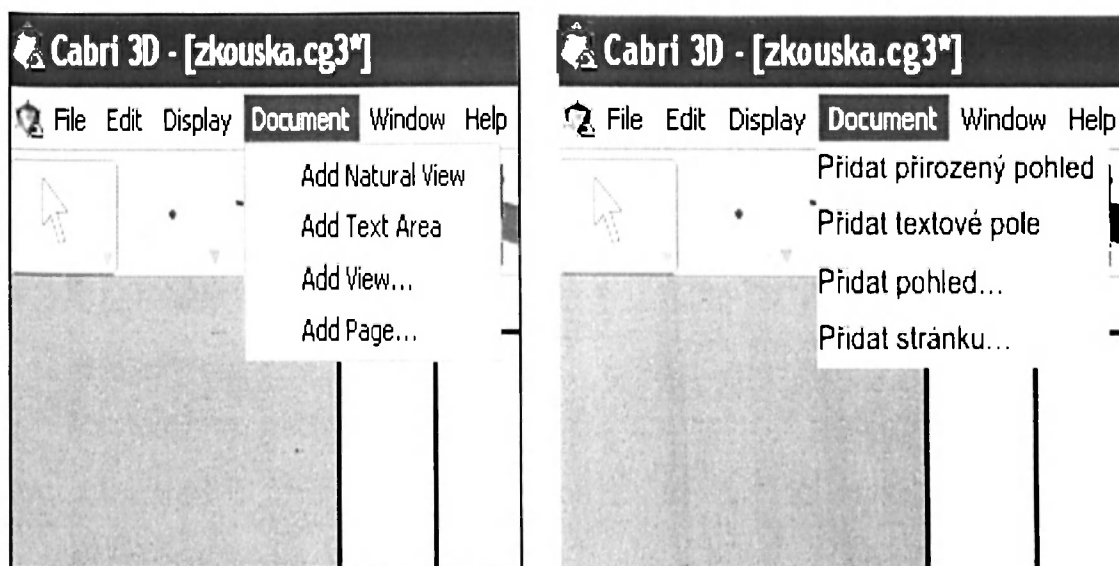 Cabri 3D - [zkouska.cg3*]
File Edit Display Document Window Help
Add Natural View
Add Text Area
Add View...
Add Page...
Cabri 3D - [zkouska.cg3*]
File Edit Display Document Window Help
Přidat přirozený pohled
Přidat textové pole
Přidat pohled...
Přidat stránku...